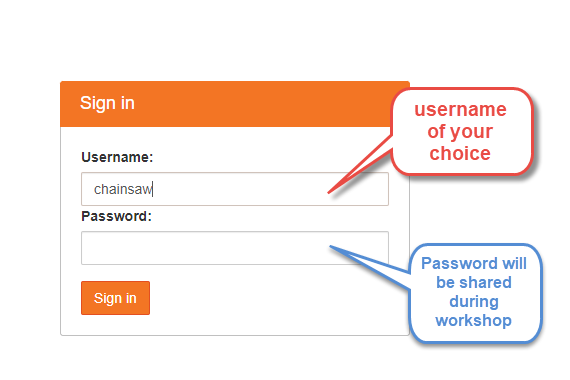 Sign in
username
of your
choice
Username:
chainsaw
Password:
Password will
be shared
during
workshop
Sign in